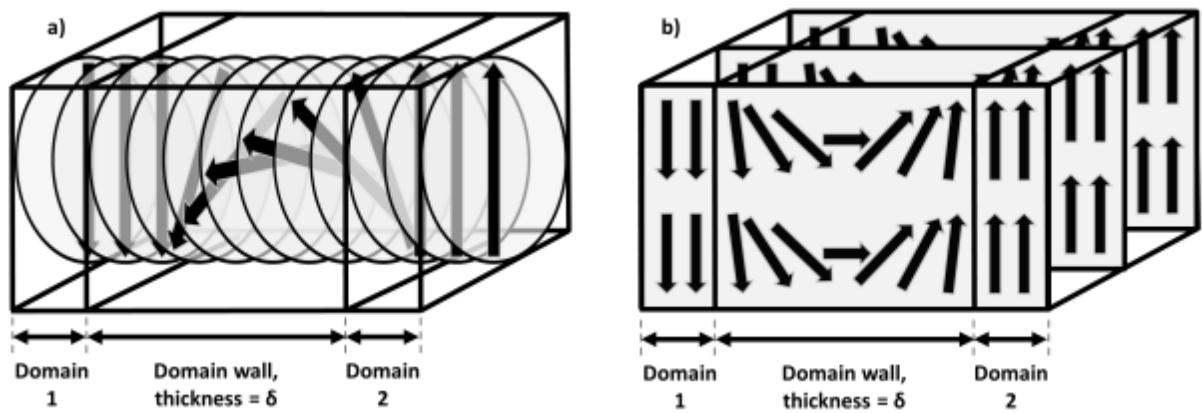 a)
Domain
1
Domain wall,
thickness = δ
Domain
2
b)
Domain
1
Domain wall,
thickness = δ
Domain
2